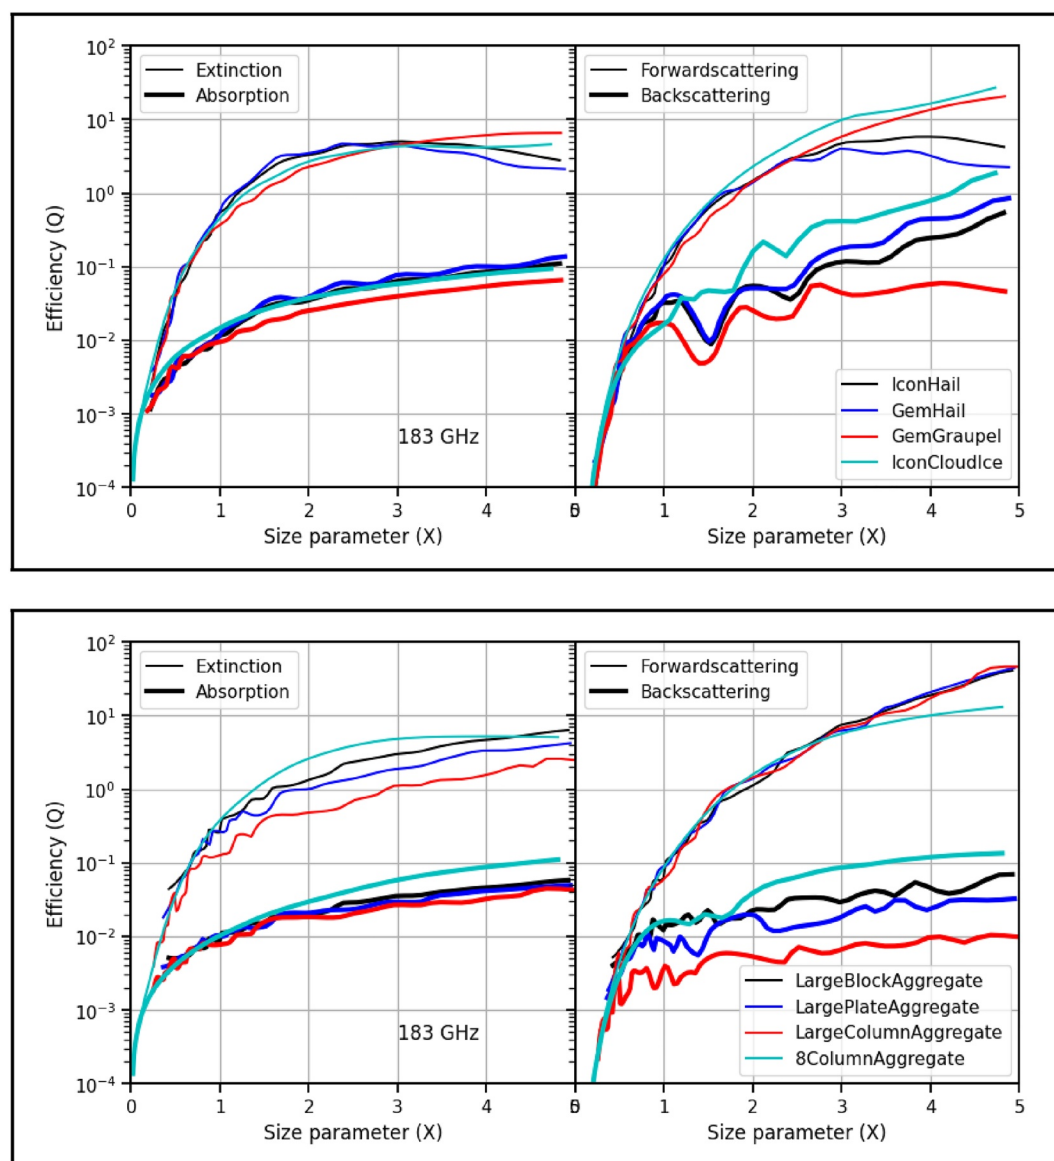 10^2
10^1
10^0
10^-1
10^-2
10^-3
10^-4
Efficiency (Q)
Extinction
Absorption
183 GHz
0 1 2 3 4 5
Size parameter (X)
Forwardscattering
Backscattering
IconHail
GemHail
GemGraupel
IconCloudIce
0 1 2 3 4 5
Size parameter (X)
10^2
10^1
10^0
10^-1
10^-2
10^-3
10^-4
Efficiency (Q)
Extinction
Absorption
183 GHz
0 1 2 3 4 5
Size parameter (X)
Forwardscattering
Backscattering
LargeBlockAggregate
LargePlateAggregate
LargeColumnAggregate
8ColumnAggregate
0 1 2 3 4 5
Size parameter (X)